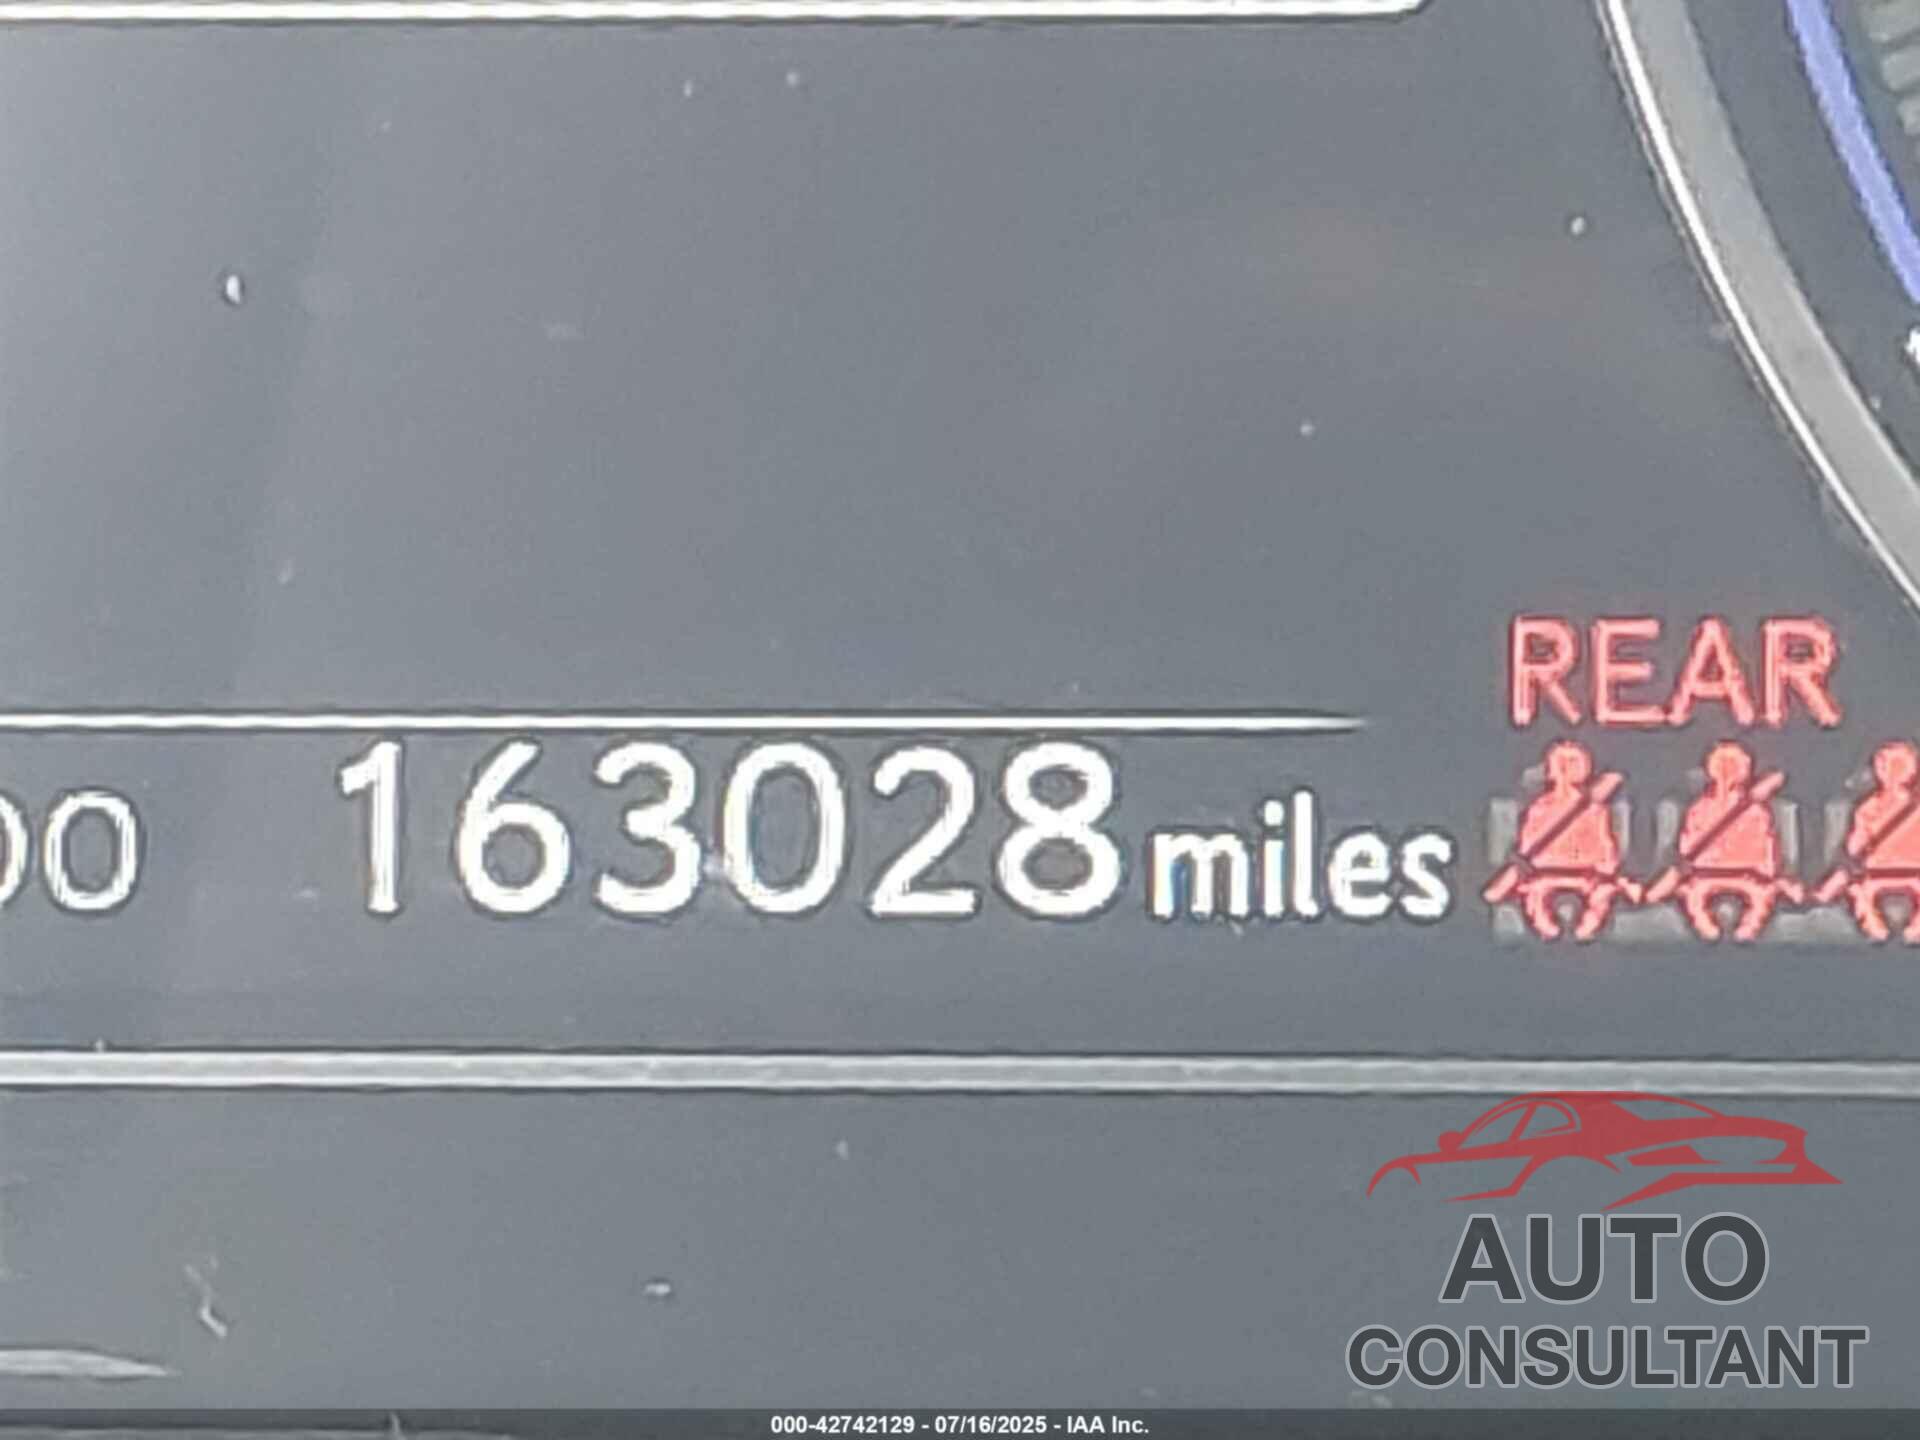 REAR
00 163028 miles
AUTO
CONSULTANT
000-42742129 - 07/16/2025 - IAA Inc.